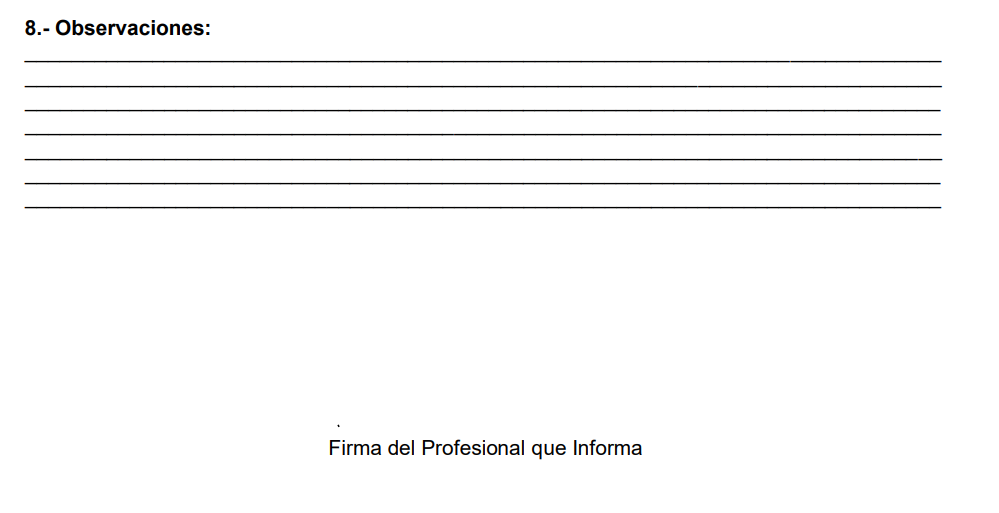 8.- Observaciones:
Firma del Profesional que Informa